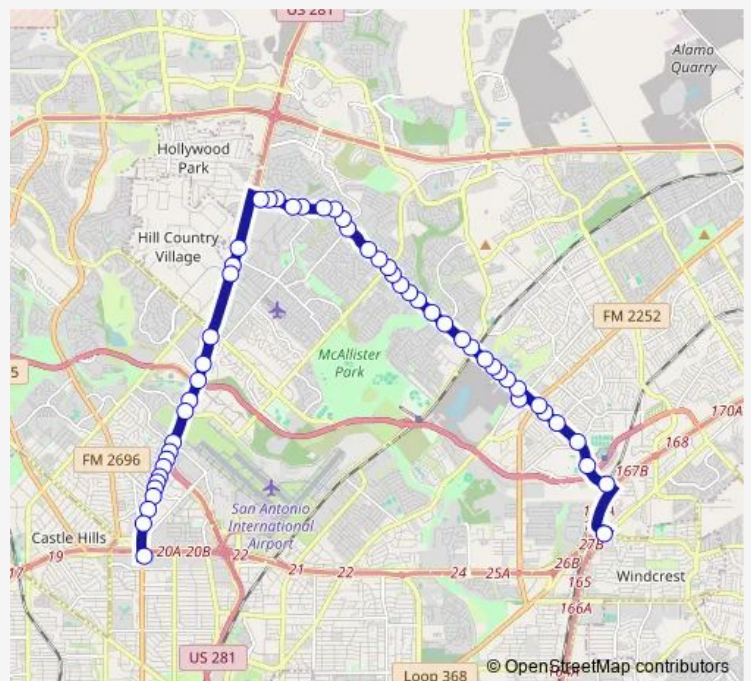 US 281
Alamo
Quarry
Hollywood
Park
Hill Country
Village
FM 2252
McAllister
Park
5
170A
168
167B
FM 2696
San Antonio
International
Airport
Castle Hills
19
20A 20B
22
27B
17
21
22
24
25A
26B
165
Windcrest
166A
US 281
Loop 368
© OpenStreetMap contributors